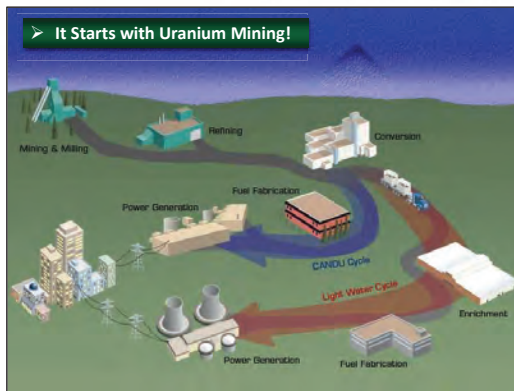 ➢ It Starts with Uranium Mining!
Mining & Milling
Refining
Conversion
Fuel Fabrication
Power Generation
CANDU Cycle
Light Water Cycle
Enrichment
Power Generation
Fuel Fabrication